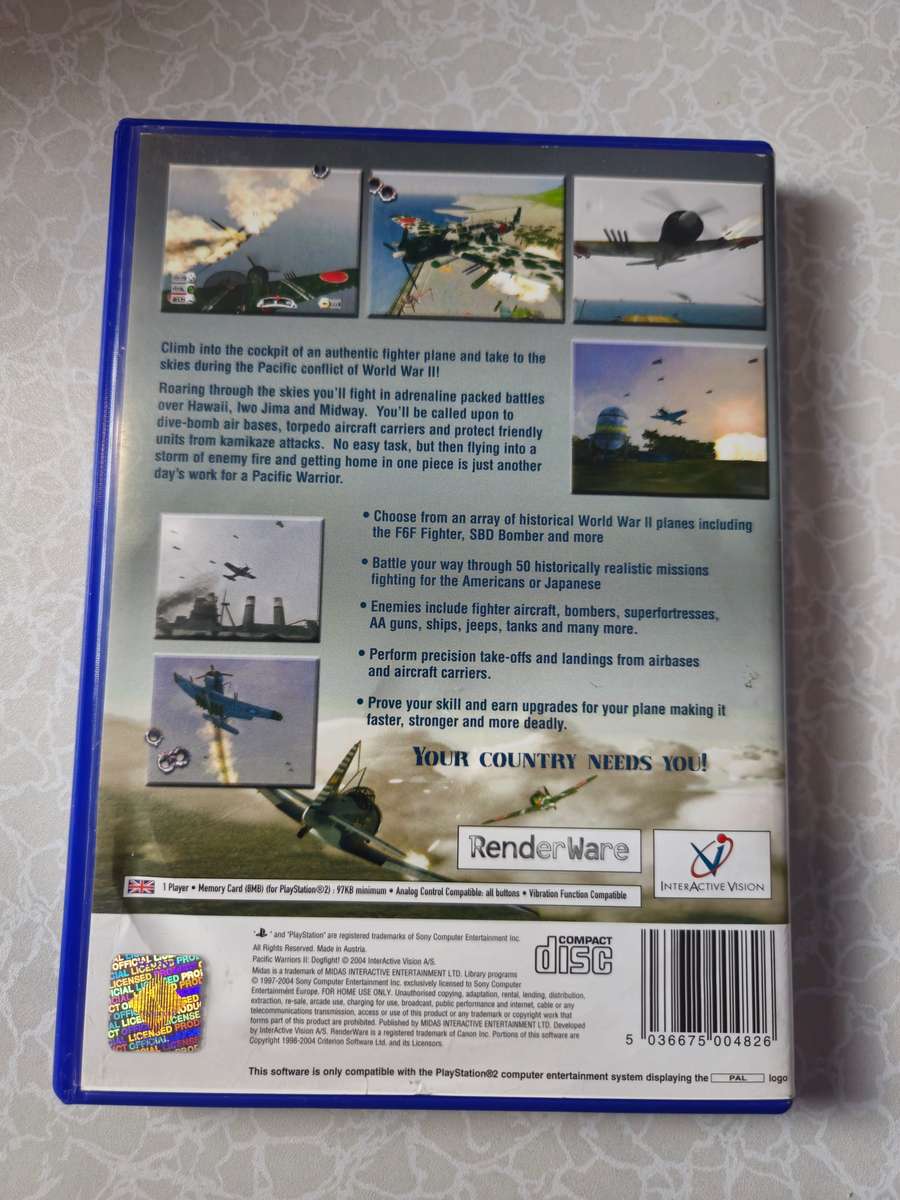 Climb into the cockpit of an authentic fighter plane and take to the
skies during the Pacific conflict of World War II!
Roaring through the skies you'll fight in adrenaline packed battles
over Hawaii, Iwo Jima and Midway. You'll be called upon to
dive-bomb air bases, torpedo aircraft carriers and protect friendly
units from kamikaze attacks. No easy task, but then flying into a
storm of enemy fire and getting home in one piece is just another
day's work for a Pacific Warrior.
• Choose from an array of historical World War II planes including
the F6F Fighter, SBD Bomber and more
• Battle your way through 50 historically realistic missions
fighting for the Americans or Japanese
• Enemies include fighter aircraft, bombers, superfortresses,
AA guns, ships, jeeps, tanks and many more.
• Perform precision take-offs and landings from airbases
and aircraft carriers.
• Prove your skill and earn upgrades for your plane making it
faster, stronger and more deadly.
YOUR COUNTRY NEEDS YOU!
RenderWare
INTERACTIVE VISION
1 Player • Memory Card (8MB) (for PlayStation®2) : 97KB minimum • Analog Control Compatible: all buttons • Vibration Function Compatible
" " and "PlayStation" are registered trademarks of Sony Computer Entertainment Inc.
All Rights Reserved. Made in Austria.
Pacific Warriors II: Dogfight! © 2004 InterActive Vision A/S.
Midas is a trademark of MIDAS INTERACTIVE ENTERTAINMENT LTD. Library programs
© 1997-2004 Sony Computer Entertainment Inc. exclusively licensed to Sony Computer
Entertainment Europe. FOR HOME USE ONLY. Unauthorised copying, adaptation, rental, lending, distribution,
extraction, re-sale, arcade use, charging for use, broadcast, public performance and internet, cable or any
telecommunications transmission, access or use of this product or any trademark or copyright work that
forms part of this product are prohibited. Published by MIDAS INTERACTIVE ENTERTAINMENT LTD. Developed
by InterActive Vision A/S. RenderWare is a registered trademark of Canon Inc. Portions of this software are
Copyright 1998-2004 Criterion Software Ltd. and its Licensors.
COMPACT
disc
5 036675 004826
OFFICIAL LICENSED PRODUCT
This software is only compatible with the PlayStation®2 computer entertainment system displaying the PAL logo